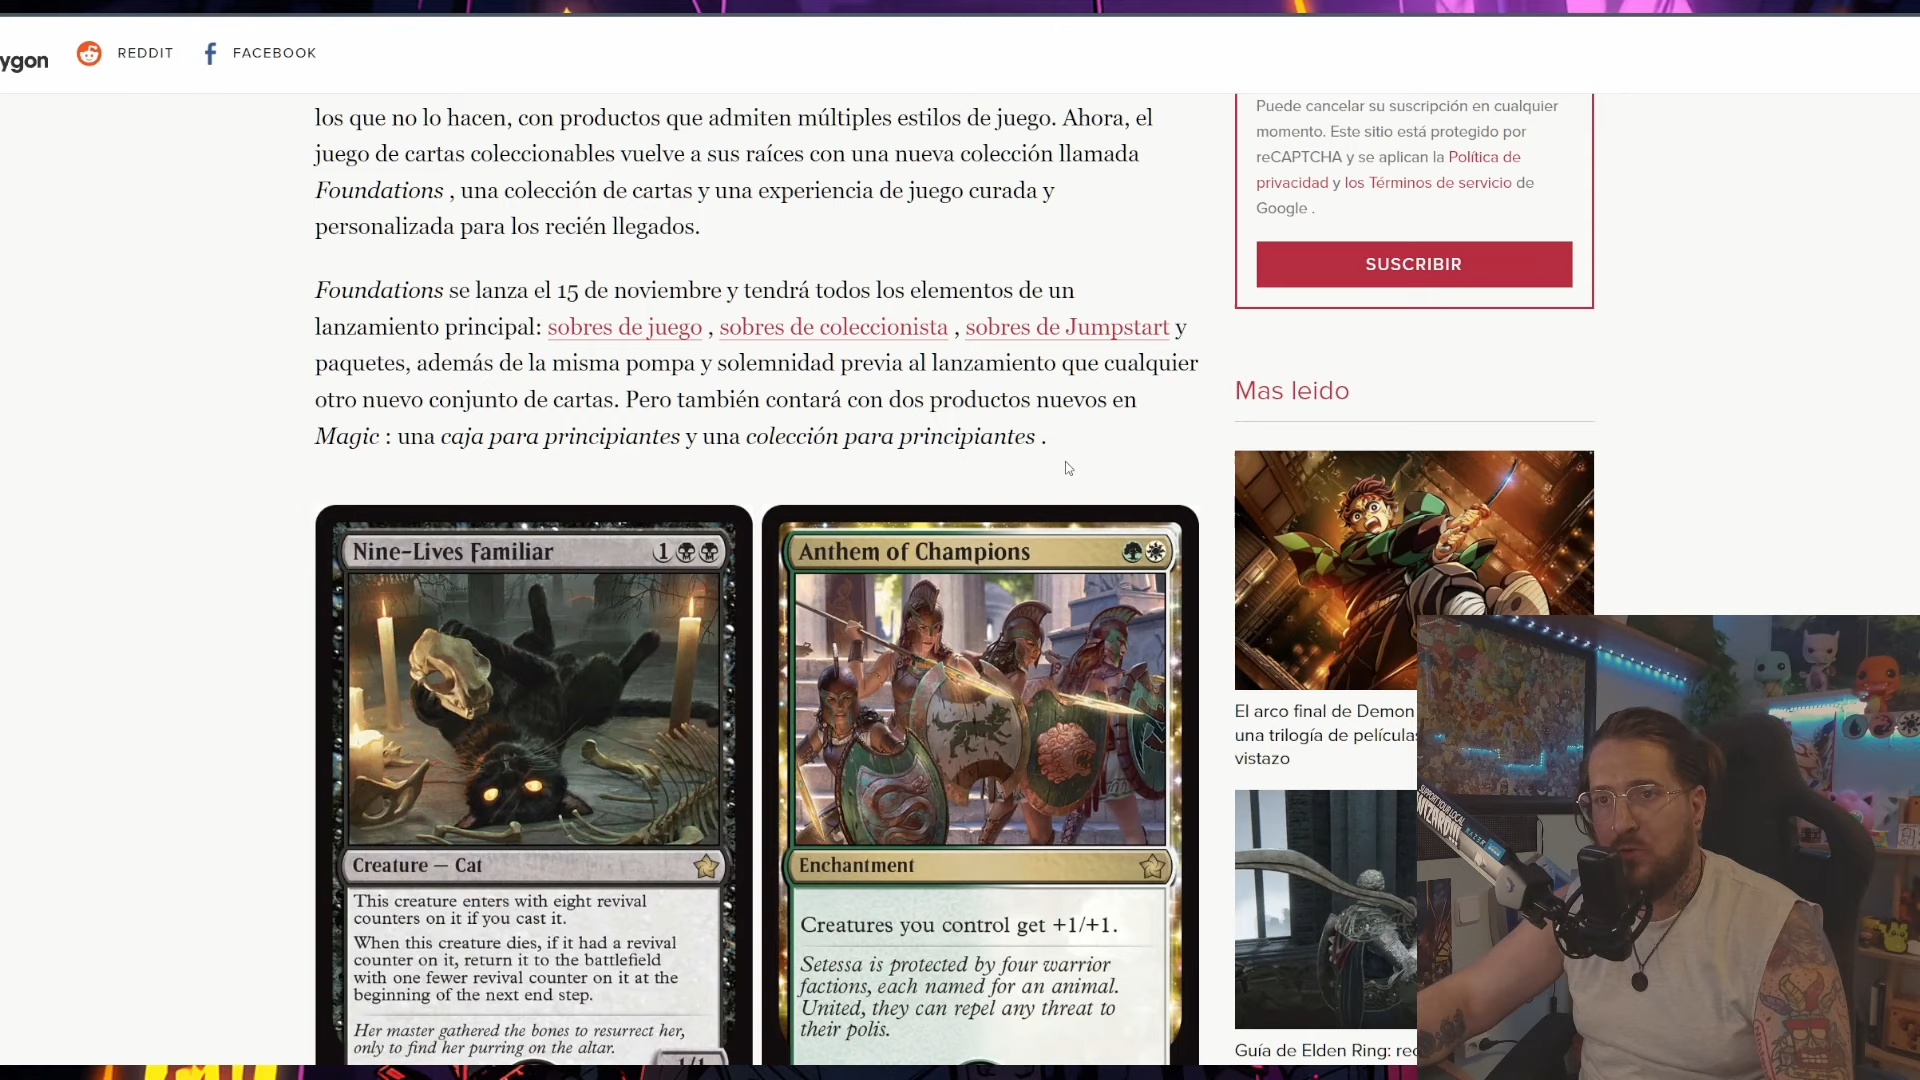 ygon
REDDIT
FACEBOOK
los que no lo hacen, con productos que admiten múltiples estilos de juego. Ahora, el
juego de cartas coleccionables vuelve a sus raíces con una nueva colección llamada
Foundations , una colección de cartas y una experiencia de juego curada y
personalizada para los recién llegados.
Foundations se lanza el 15 de noviembre y tendrá todos los elementos de un
lanzamiento principal: sobres de juego , sobres de coleccionista , sobres de Jumpstart y
paquetes, además de la misma pompa y solemnidad previa al lanzamiento que cualquier
otro nuevo conjunto de cartas. Pero también contará con dos productos nuevos en
Magic : una caja para principiantes y una colección para principiantes .
Nine-Lives Familiar 1
Creature — Cat
This creature enters with eight revival
counters on it if you cast it.
When this creature dies, if it had a revival
counter on it, return it to the battlefield
with one fewer revival counter on it at the
beginning of the next end step.
Her master gathered the bones to resurrect her,
only to find her purring on the altar.
1/1
Anthem of Champions
Enchantment
Creatures you control get +1/+1.
Setessa is protected by four warrior
factions, each named for an animal.
United, they can repel any threat to
their polis.
Puede cancelar su suscripción en cualquier
momento. Este sitio está protegido por
reCAPTCHA y se aplican la Política de
privacidad y los Términos de servicio de
Google .
SUSCRIBIR
Mas leido
El arco final de Demon
una trilogía de películas
vistazo
Guía de Elden Ring: rec
SUPPORT YOUR LOCAL
WIZARD!!!
RAZER